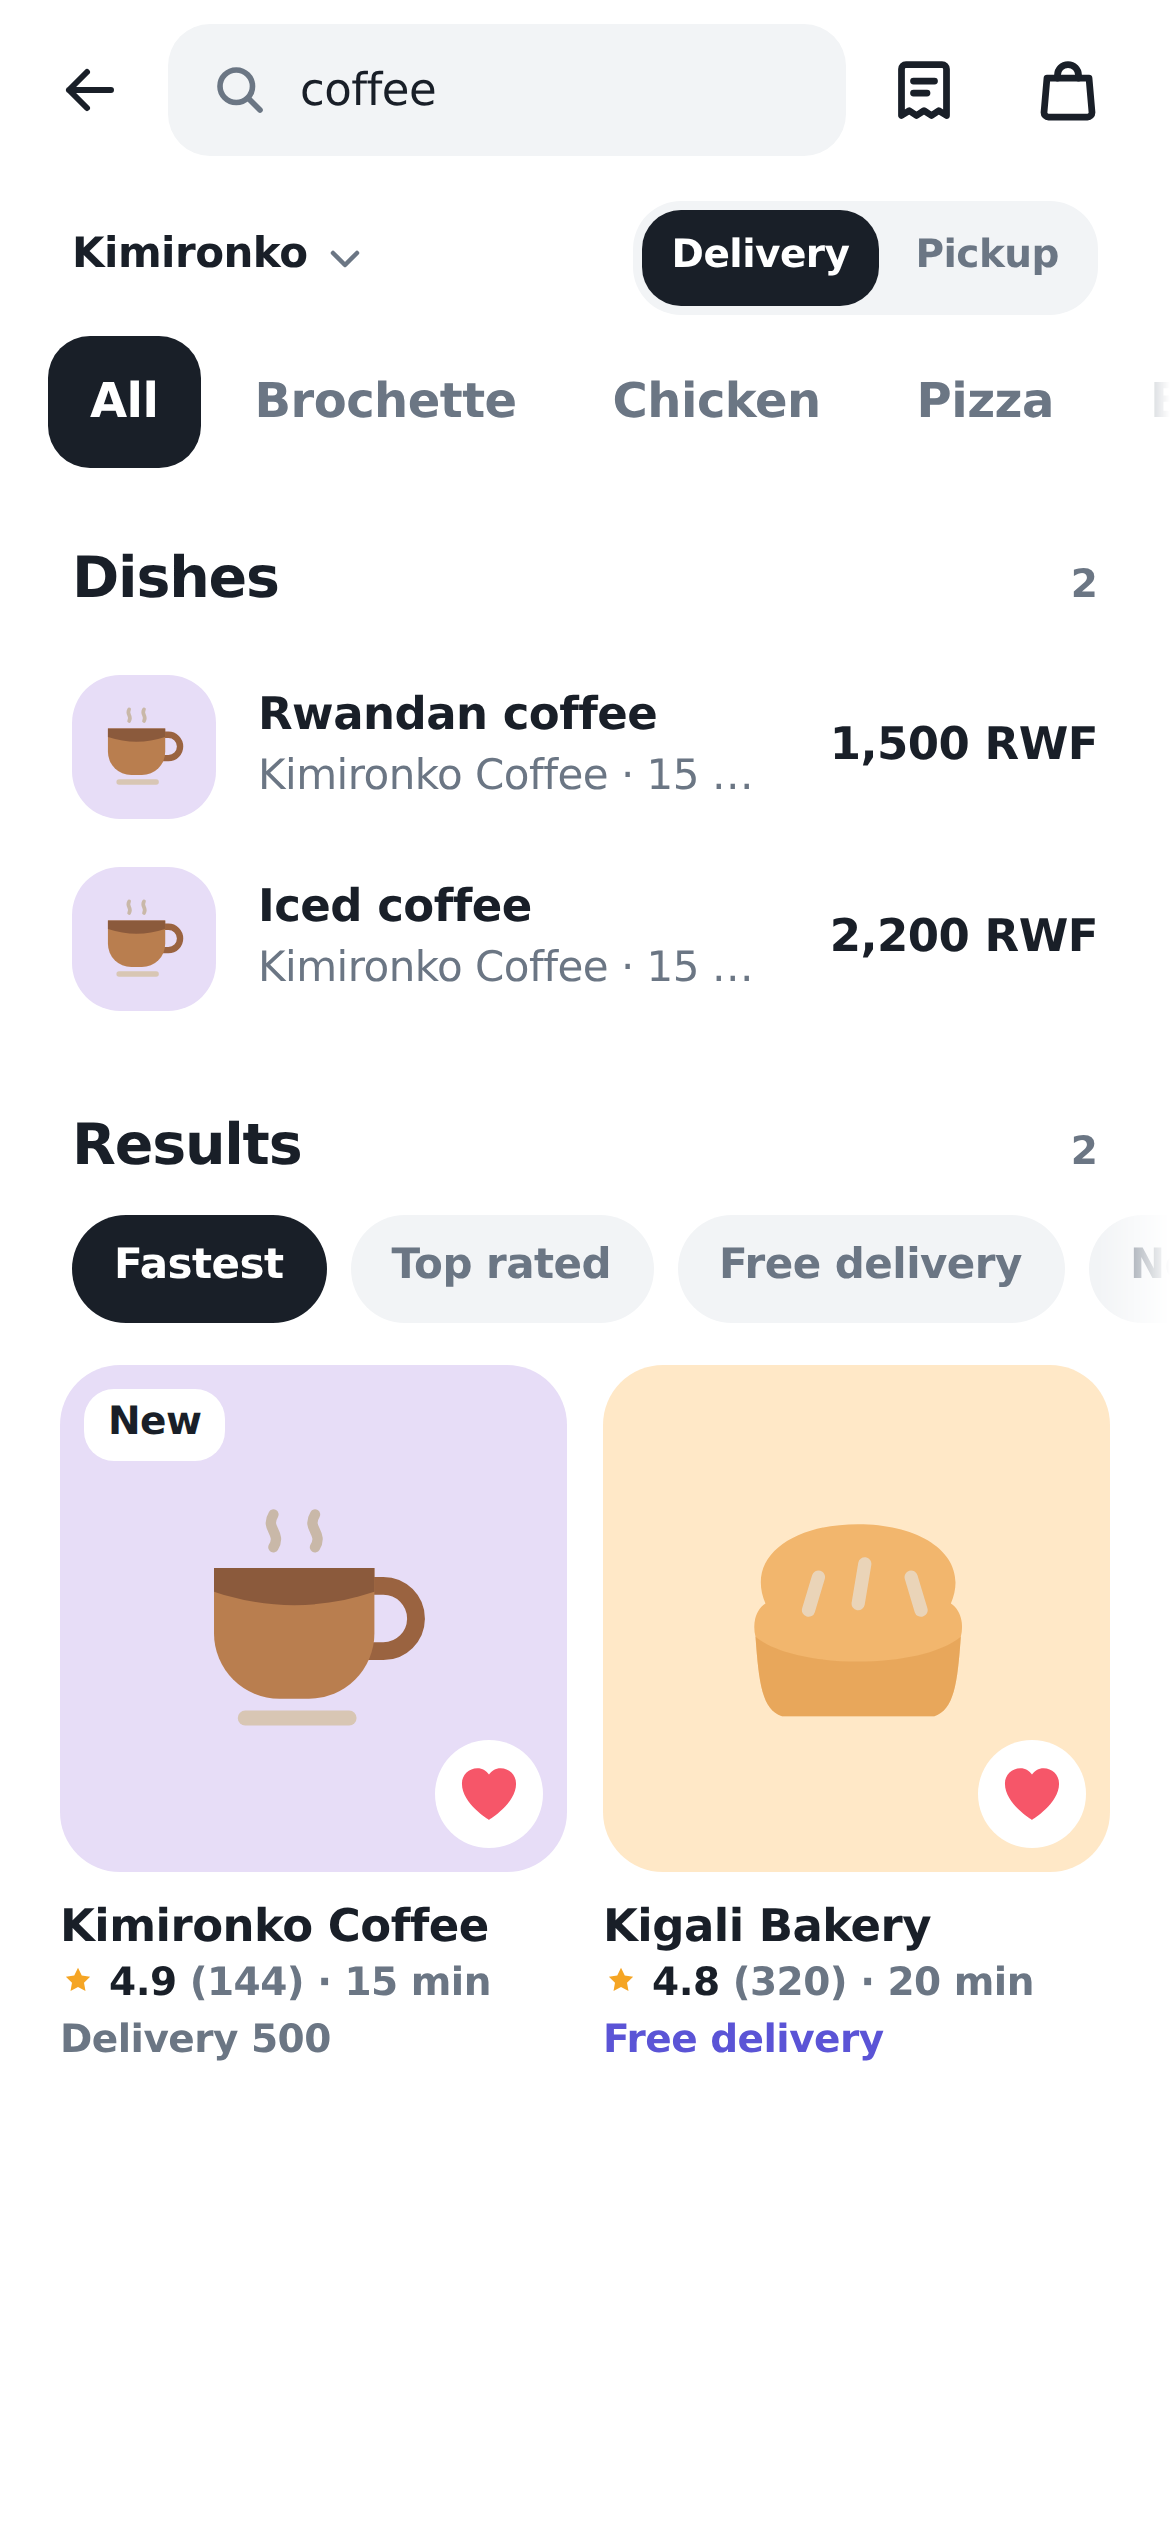 coffee
Kimironko
Delivery Pickup
All Brochette Chicken Pizza
Dishes 2
Rwandan coffee
Kimironko Coffee · 15 ...
1,500 RWF
Iced coffee
Kimironko Coffee · 15 ...
2,200 RWF
Results 2
Fastest Top rated Free delivery
New
Kimironko Coffee
4.9 (144) · 15 min
Delivery 500
Kigali Bakery
4.8 (320) · 20 min
Free delivery